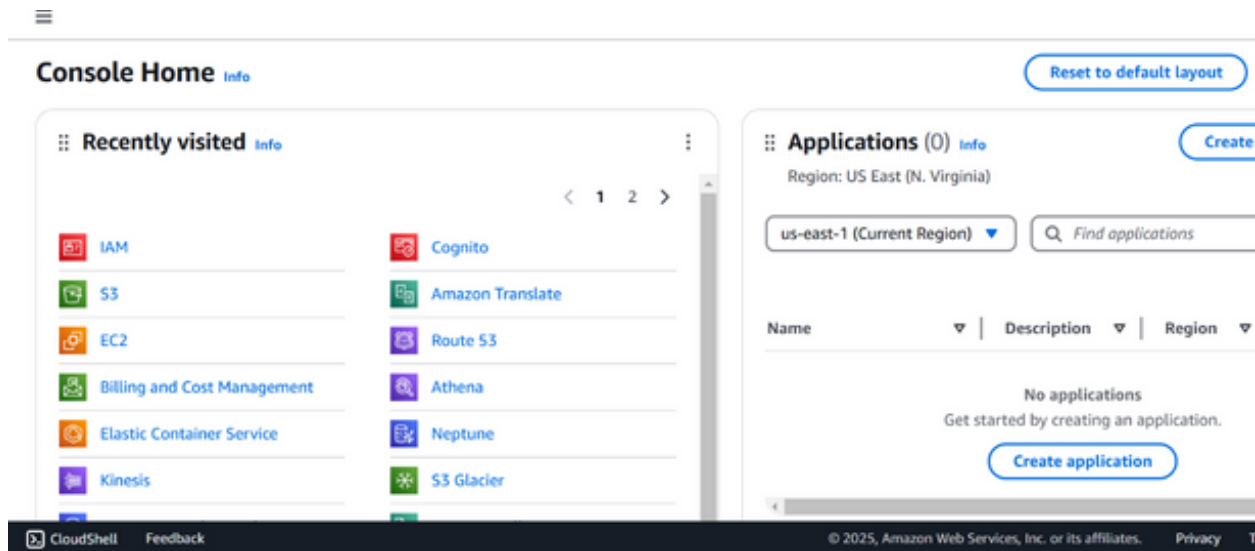 Console Home Info
Reset to default layout
Recently visited Info
1 2
IAM
S3
EC2
Billing and Cost Management
Elastic Container Service
Kinesis
Cognito
Amazon Translate
Route 53
Athena
Neptune
S3 Glacier
Applications (0) Info
Create
Region: US East (N. Virginia)
us-east-1 (Current Region)
Find applications
Name Description Region
No applications
Get started by creating an application.
Create application
CloudShell Feedback
© 2025, Amazon Web Services, Inc. or its affiliates. Privacy